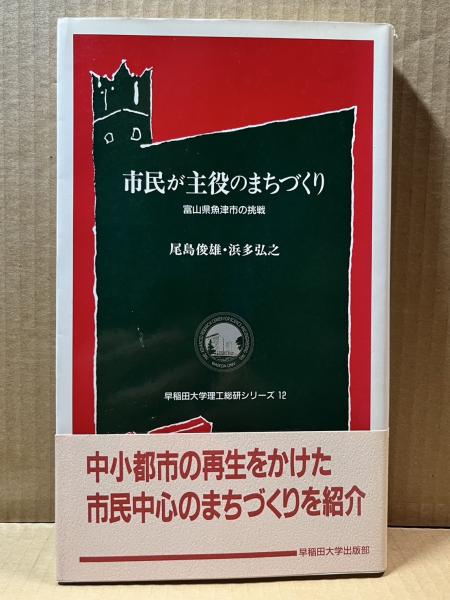 市民が主役のまちづくり
富山県魚津市の挑戦
尾島俊雄・浜多弘之
早稲田大学理工総研シリーズ 12
中小都市の再生をかけた
市民中心のまちづくりを紹介
早稲田大学出版部